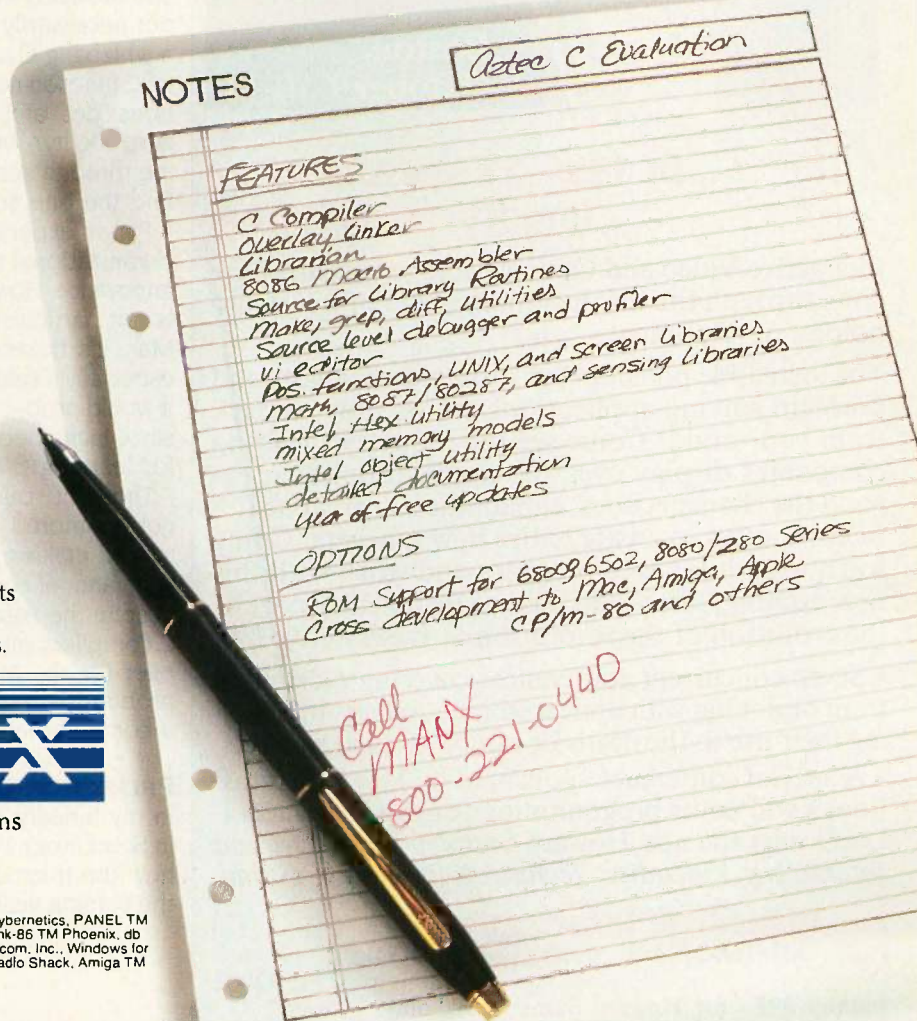 NOTES
Aztec C Evaluation
FEATURES
C Compiler
Overlay Linker
Librarian
8086 Macro Assembler
Source for Library Routines
Make, grep, diff, utilities
Source level debugger and profiler
vi editor
Dos. functions, UNIX, and screen libraries
math, 8087/80287, and sensing libraries
Intel Hex utility
mixed memory models
Intel object utility
detailed documentation
year of free updates
OPTIONS
ROM Support for 6502, 8080/Z80 Series
Cross development to Mac, Amiga, Apple
CP/m-80 and others
Call
MANX
800-221-0440
ts
s.
X
ns
ybernetics, PANEL TM
nk-86 TM Phoenix, db
com, Inc., Windows for
adio Shack, Amiga TM